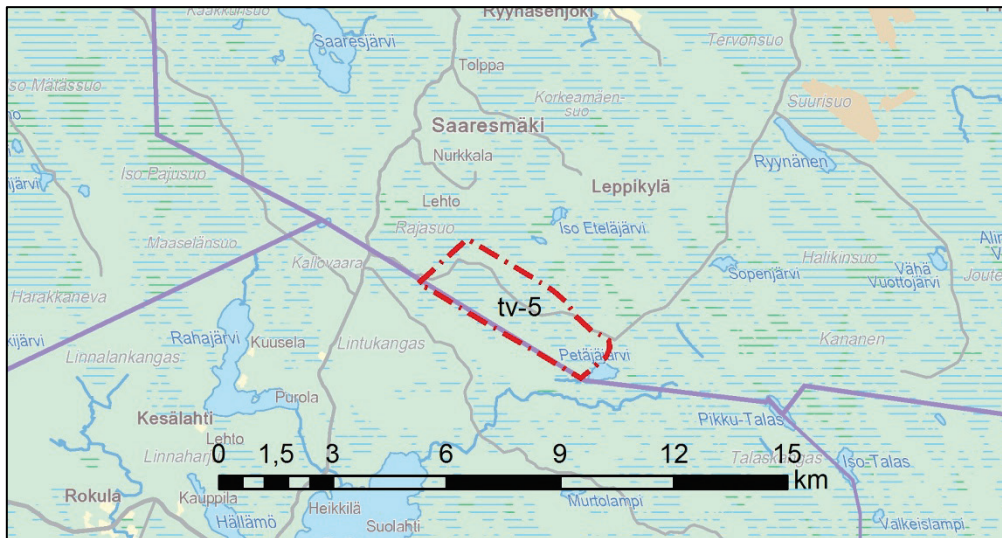 Kaakkurisuo
Ryynäsenjoki
Saaresjärvi
Tervonsuo
Tolppa
Iso Mätässuo
Korkeamäen-
suo
Suurisuo
Saaresmäki
Nurkkala
Ryynänen
Iso Pajusuo
Leppikylä
Lehto
Rajasuo
Iso Eteläjärvi
Maaselänsuo
Kallovaara
Halikinsuo
Sopenjärvi
Vähä
Vuottojärvi
Harakkaneva
tv-5
Rahajärvi
Kuusela
Lintukangas
Linnalankangas
Petäjäjärvi
Kananen
Purola
Kesälahti
Pikku-Talas
Lehto
Linnaharju
Talaskangas
Iso-Talas
0 1,5 3 6 9 12 15
km
Rokula
Kauppila
Heikkilä
Murtolampi
Hällämö
Suolahti
Valkeislampi